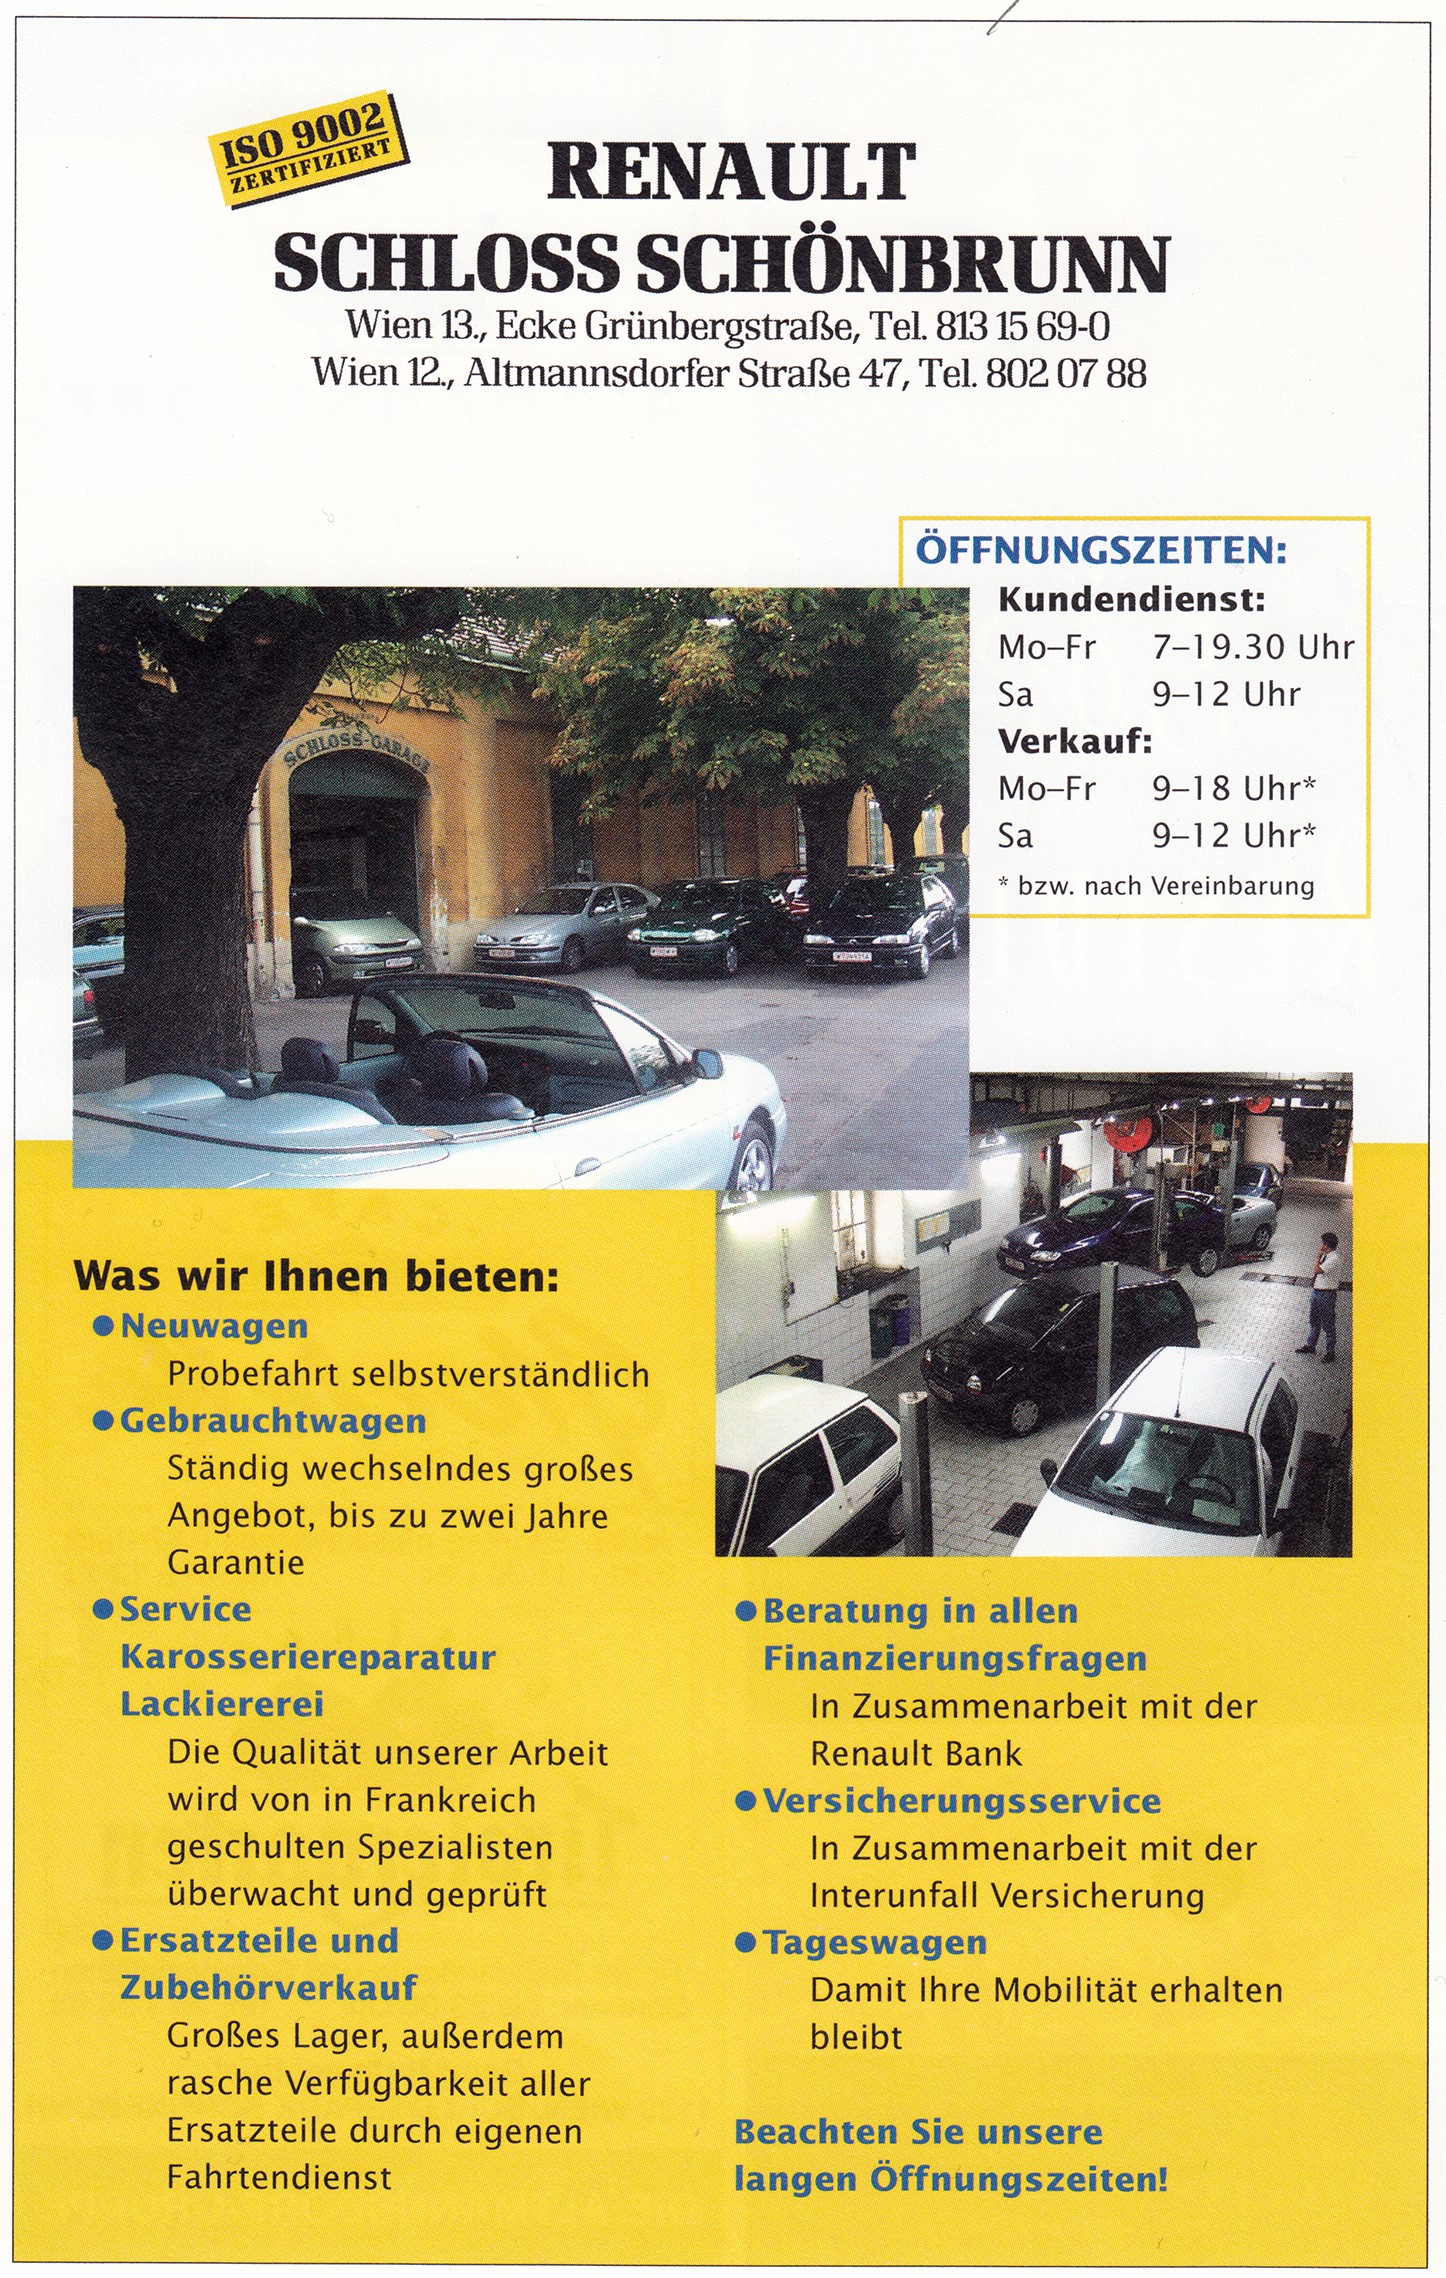 ISO 9002
ZERTIFIZIERT
RENAULT
SCHLOSS SCHÖNBRUNN
Wien 13., Ecke Grünbergstraße, Tel. 813 15 69-0
Wien 12., Altmannsdorfer Straße 47, Tel. 802 07 88
ÖFFNUNGSZEITEN:
Kundendienst:
Mo–Fr 7–19.30 Uhr
Sa 9–12 Uhr
Verkauf:
Mo–Fr 9–18 Uhr*
Sa 9–12 Uhr*
* bzw. nach Vereinbarung
SCHLOSS-GARAGE
Was wir Ihnen bieten:
● Neuwagen
Probefahrt selbstverständlich
● Gebrauchtwagen
Ständig wechselndes großes
Angebot, bis zu zwei Jahre
Garantie
● Service
Karosseriereparatur
Lackiererei
Die Qualität unserer Arbeit
wird von in Frankreich
geschulten Spezialisten
überwacht und geprüft
● Ersatzteile und
Zubehörverkauf
Großes Lager, außerdem
rasche Verfügbarkeit aller
Ersatzteile durch eigenen
Fahrtendienst
● Beratung in allen
Finanzierungsfragen
In Zusammenarbeit mit der
Renault Bank
● Versicherungsservice
In Zusammenarbeit mit der
Interunfall Versicherung
● Tageswagen
Damit Ihre Mobilität erhalten
bleibt
Beachten Sie unsere
langen Öffnungszeiten!